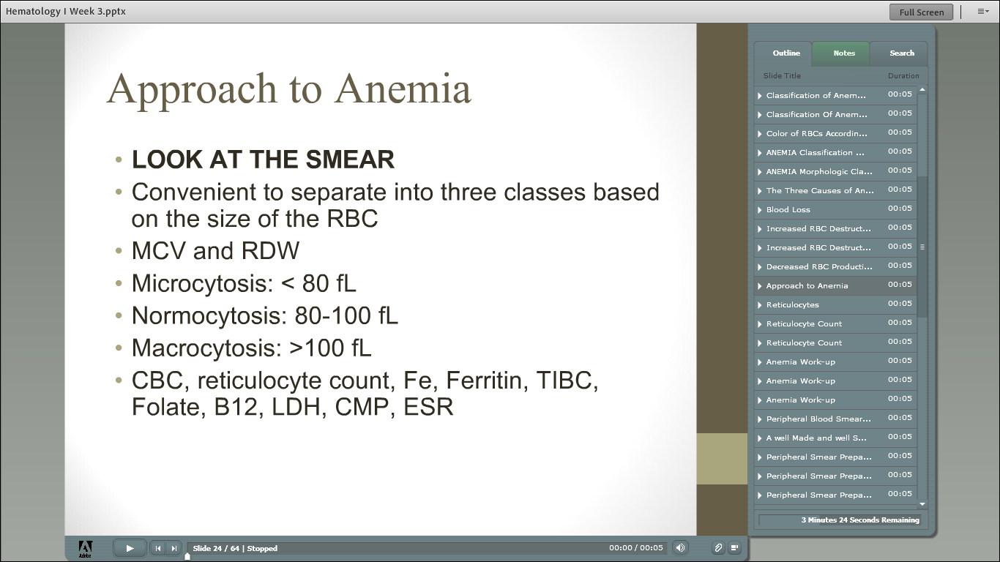 Hematology I Week 3.pptx
Full Screen
Approach to Anemia
• LOOK AT THE SMEAR
• Convenient to separate into three classes based
on the size of the RBC
• MCV and RDW
• Microcytosis: < 80 fL
• Normocytosis: 80-100 fL
• Macrocytosis: >100 fL
• CBC, reticulocyte count, Fe, Ferritin, TIBC,
Folate, B12, LDH, CMP, ESR
Outline Notes Search
Slide Title Duration
Classification of Anem... 00:05
Classification Of Anem... 00:05
Color of RBCs Accordin... 00:05
ANEMIA Classification ... 00:05
ANEMIA Morphologic Cla... 00:05
The Three Causes of An... 00:05
Blood Loss 00:05
Increased RBC Destruct... 00:05
Increased RBC Destruct... 00:05
Decreased RBC Producti... 00:05
Approach to Anemia 00:05
Reticulocytes 00:05
Reticulocyte Count 00:05
Reticulocyte Count 00:05
Anemia Work-up 00:05
Anemia Work-up 00:05
Anemia Work-up 00:05
Peripheral Blood Smear... 00:05
A well Made and well S... 00:05
Peripheral Smear Prepa... 00:05
Peripheral Smear Prepa... 00:05
Peripheral Smear Prepa... 00:05
3 Minutes 24 Seconds Remaining
Adobe
Slide 24 / 64 | Stopped 00:00 / 00:05